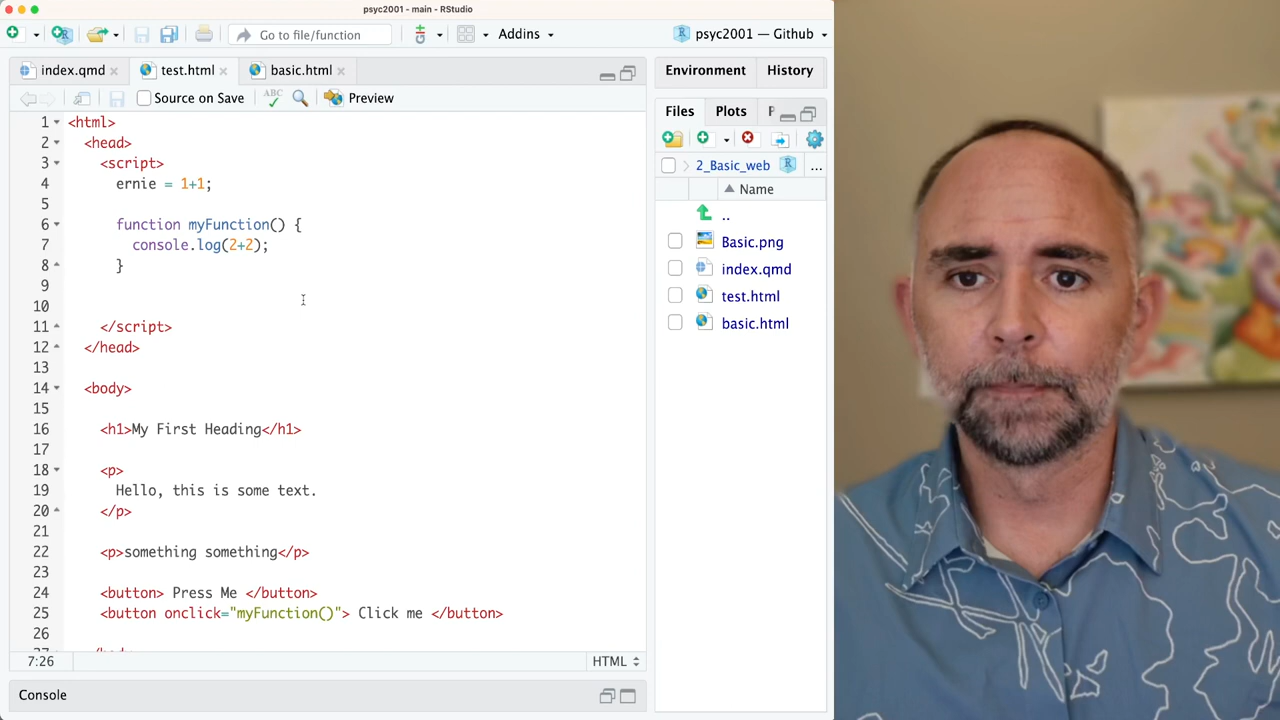 psyc2001 - main - RStudio
Go to file/function
Addins
psyc2001 — Github
index.qmd
test.html
basic.html
Source on Save
ABC
Preview
1 <html>
2 <head>
3 <script>
4 ernie = 1+1;
5
6 function myFunction() {
7 console.log(2+2);
8 }
9
10
11 </script>
12 </head>
13
14 <body>
15
16 <h1>My First Heading</h1>
17
18 <p>
19 Hello, this is some text.
20 </p>
21
22 <p>something something</p>
23
24 <button> Press Me </button>
25 <button onclick="myFunction()"> Click me </button>
26
7:26
HTML
Console
Environment
History
Files
Plots
P
2_Basic_web
...
Name
..
Basic.png
index.qmd
test.html
basic.html